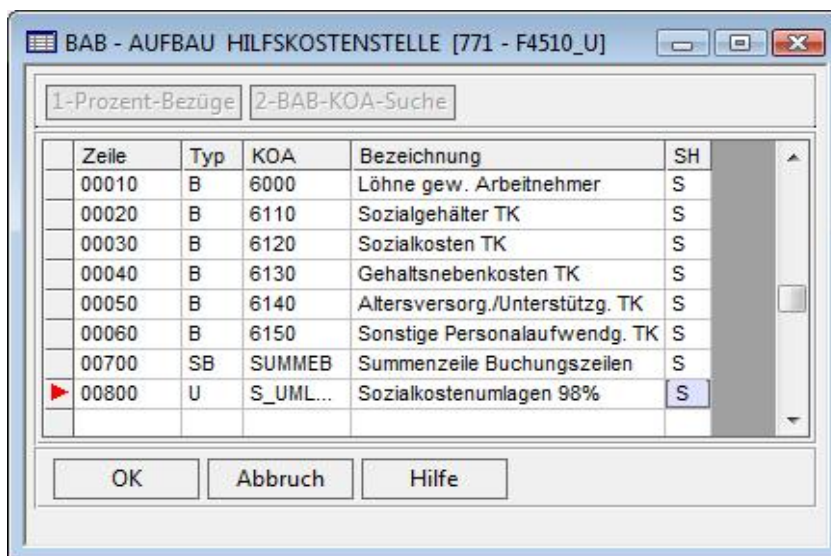 BAB - AUFBAU HILFSKOSTENSTELLE [771 - F4510_U]
1-Prozent-Bezüge 2-BAB-KOA-Suche
Zeile Typ KOA Bezeichnung SH
00010 B 6000 Löhne gew. Arbeitnehmer S
00020 B 6110 Sozialgehälter TK S
00030 B 6120 Sozialkosten TK S
00040 B 6130 Gehaltsnebenkosten TK S
00050 B 6140 Altersversorg./Unterstützg. TK S
00060 B 6150 Sonstige Personalaufwendg. TK S
00700 SB SUMMEB Summenzeile Buchungszeilen S
00800 U S_UML... Sozialkostenumlagen 98% S
OK Abbruch Hilfe